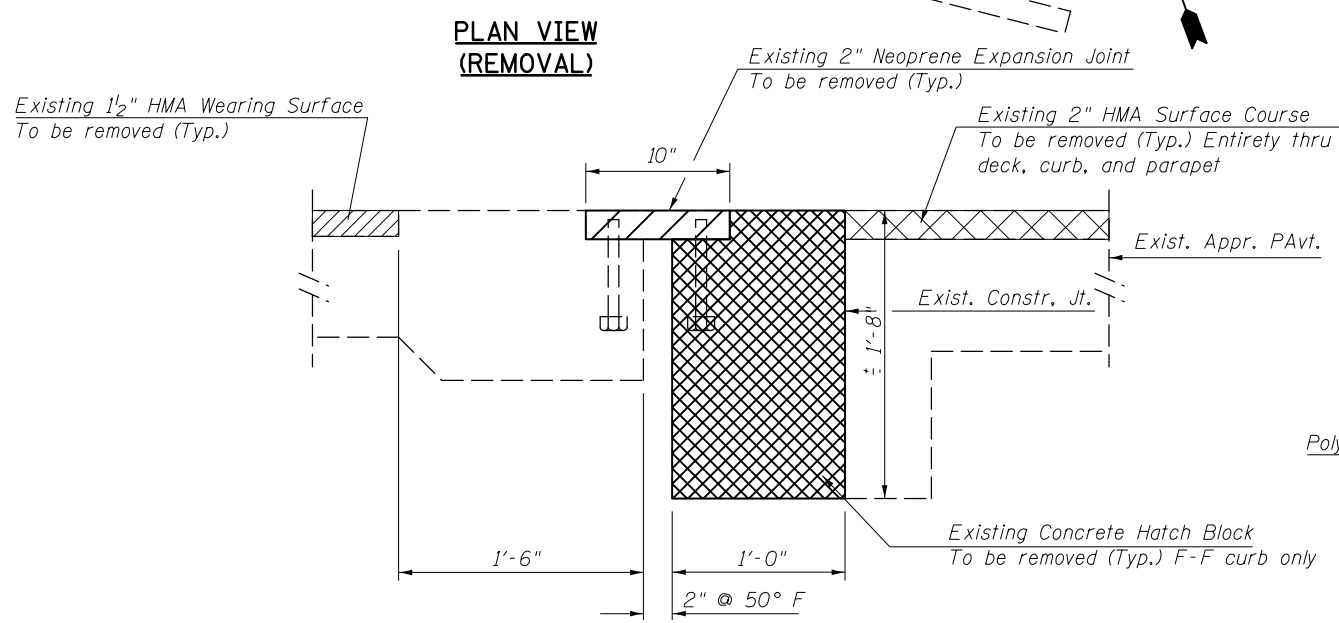 PLAN VIEW
(REMOVAL)
Existing 2" Neoprene Expansion Joint
To be removed (Typ.)
Existing 1½" HMA Wearing Surface
To be removed (Typ.)
Existing 2" HMA Surface Course
To be removed (Typ.) Entirety thru
deck, curb, and parapet
10"
Exist. Appr. PAvt.
Exist. Constr, Jt.
± 1'-8"
Poly
Existing Concrete Hatch Block
To be removed (Typ.) F-F curb only
1'-6"
1'-0"
2" @ 50° F